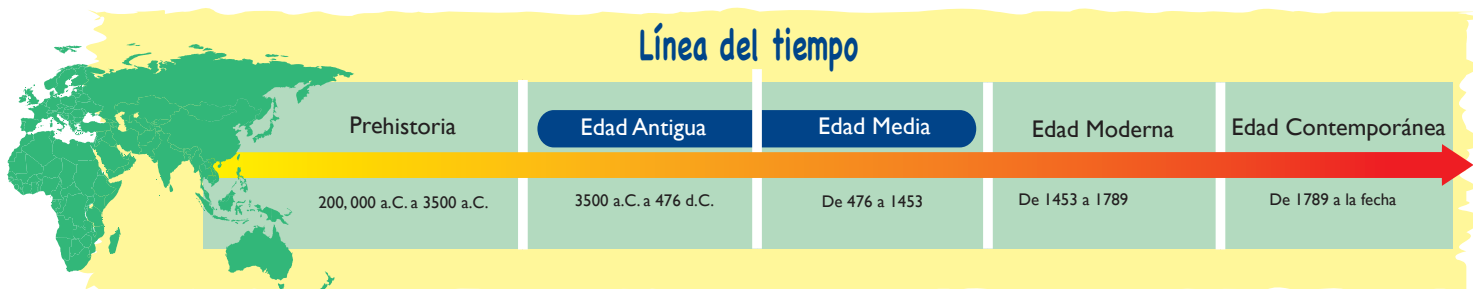 Línea del tiempo
Prehistoria
Edad Antigua
Edad Media
Edad Moderna
Edad Contemporánea
200,000 a.C. a 3500 a.C.
3500 a.C. a 476 d.C.
De 476 a 1453
De 1453 a 1789
De 1789 a la fecha